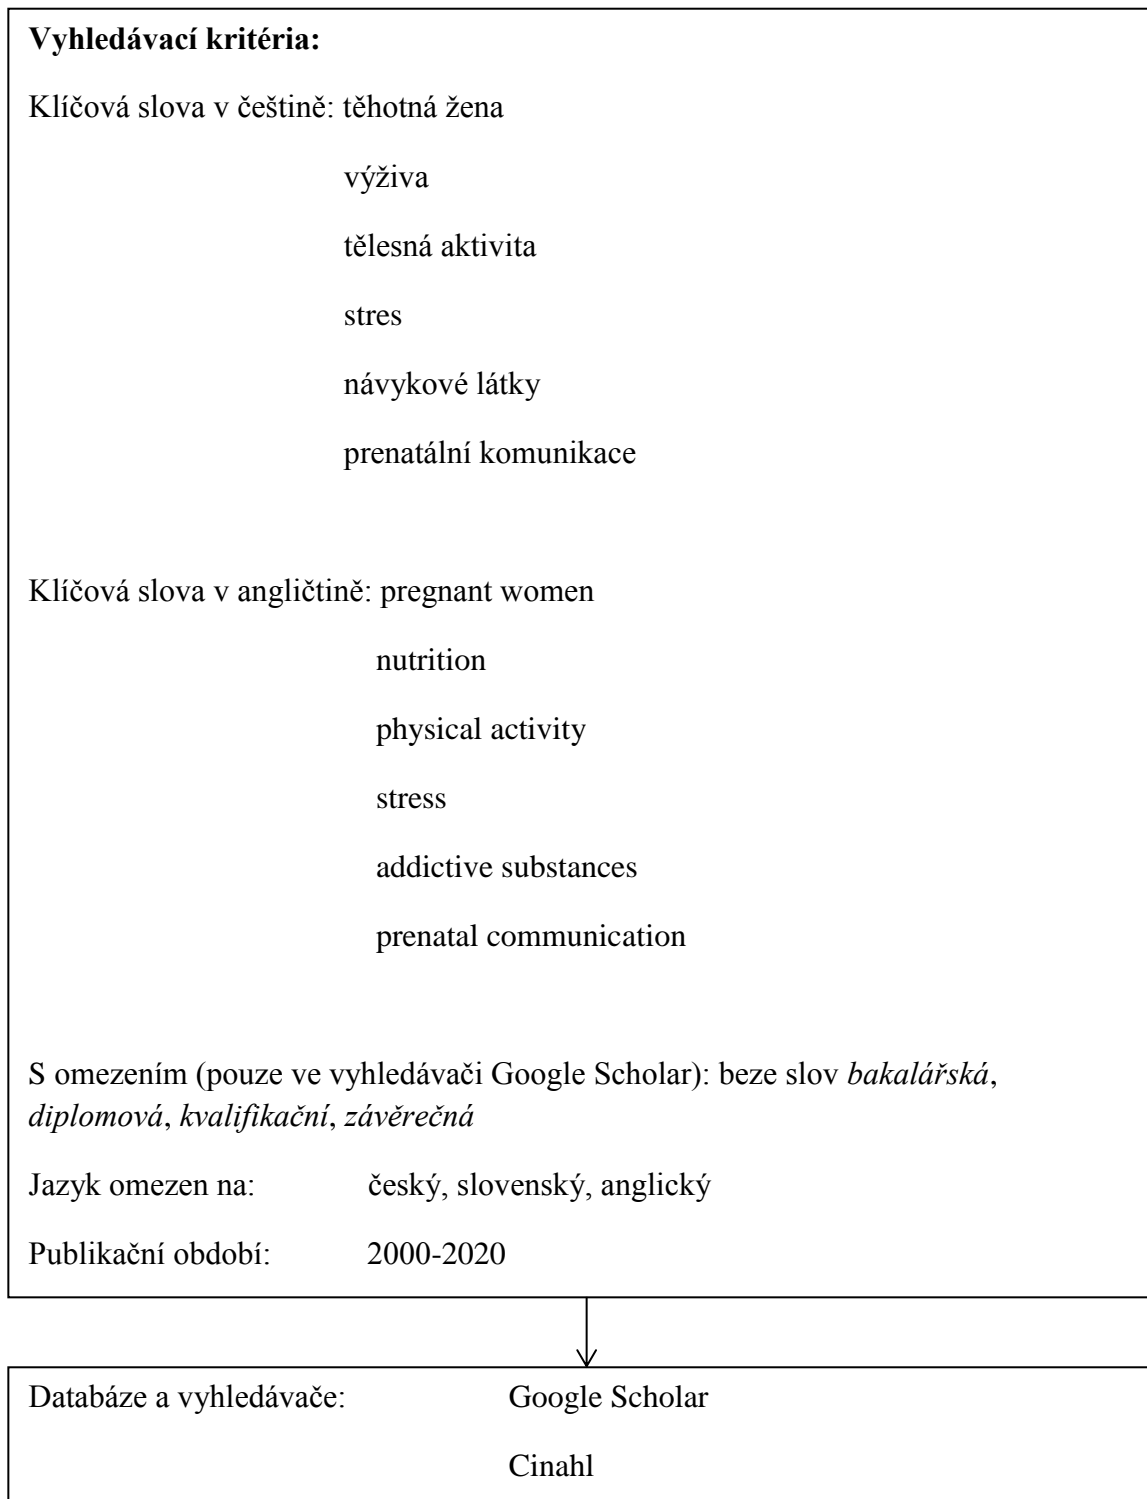 Vyhledávací kritéria:
Klíčová slova v češtině: těhotná žena
výživa
tělesná aktivita
stres
návykové látky
prenatální komunikace
Klíčová slova v angličtině: pregnant women
nutrition
physical activity
stress
addictive substances
prenatal communication
S omezením (pouze ve vyhledávači Google Scholar): beze slov bakalářská,
diplomová, kvalifikační, závěrečná
Jazyk omezen na: český, slovenský, anglický
Publikační období: 2000-2020
Databáze a vyhledávače: Google Scholar
Cinahl